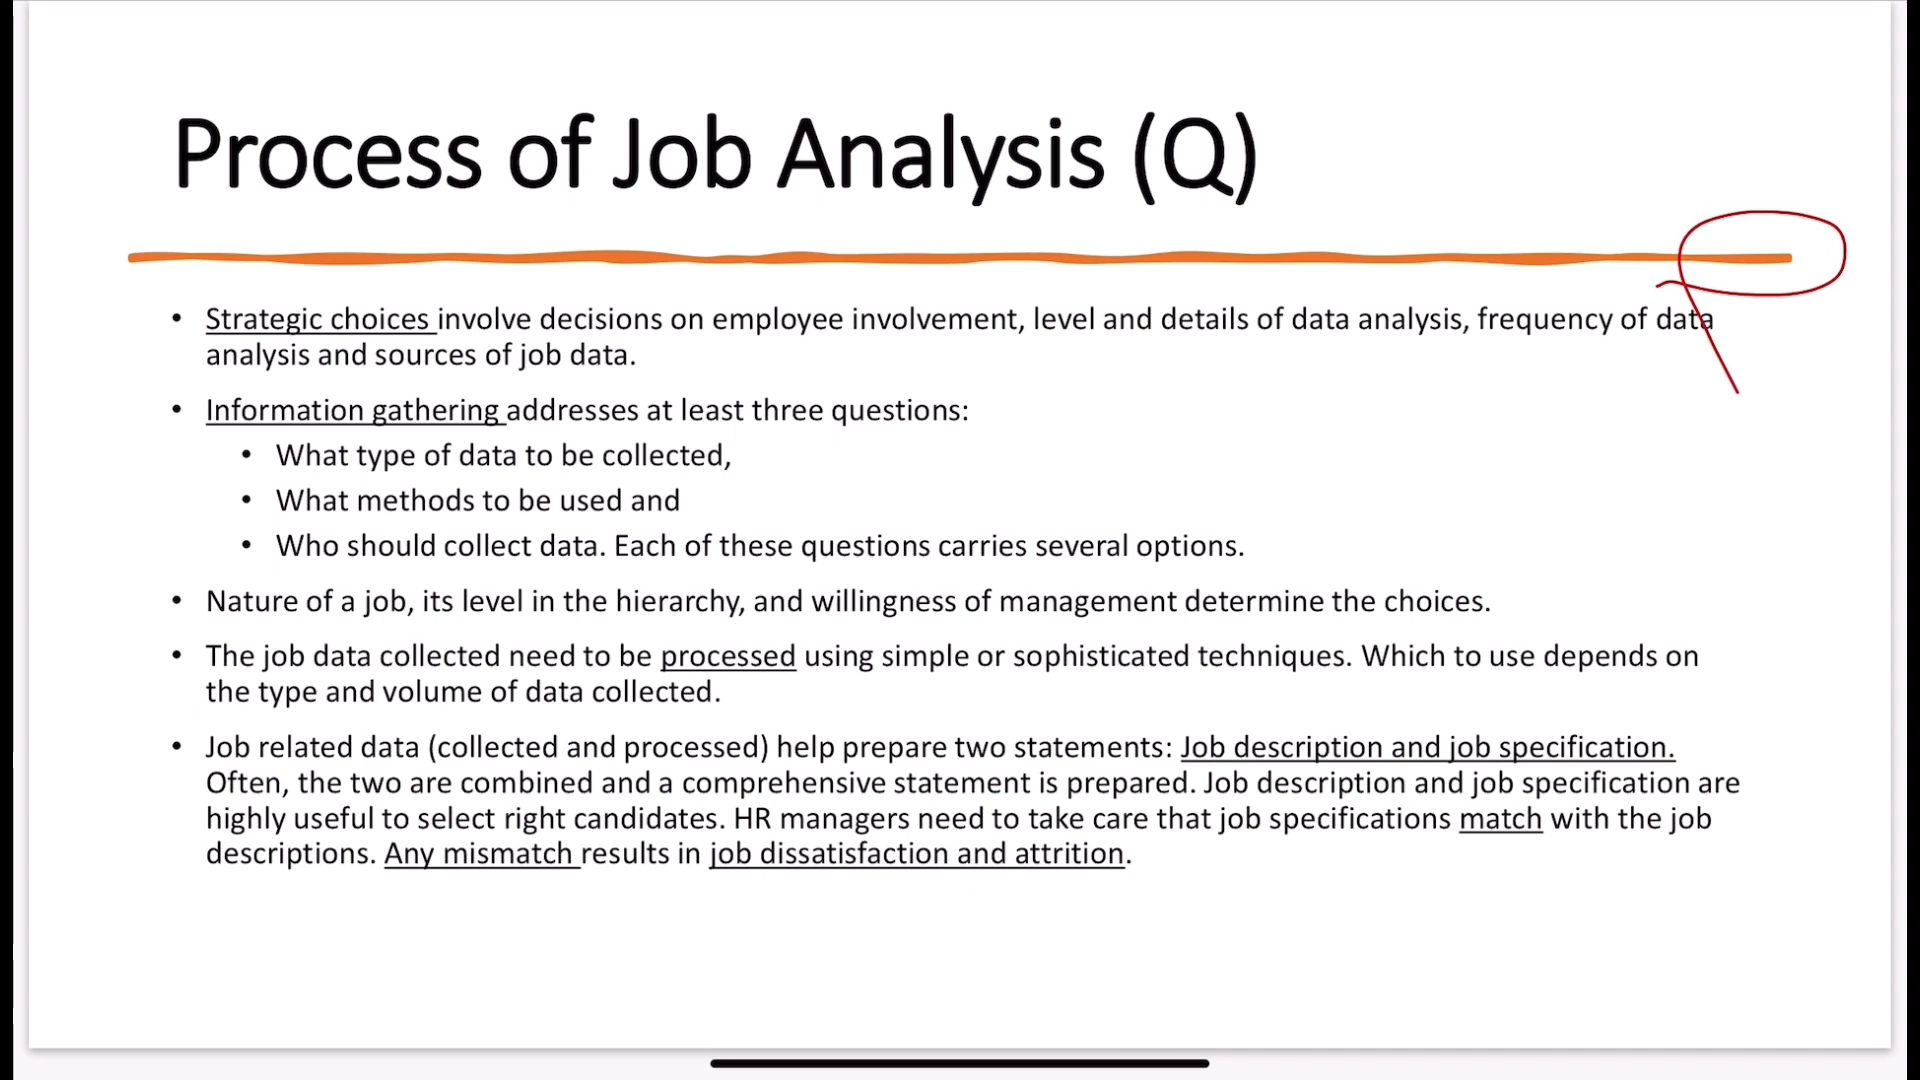 Process of Job Analysis (Q)
• Strategic choices involve decisions on employee involvement, level and details of data analysis, frequency of data
analysis and sources of job data.
• Information gathering addresses at least three questions:
• What type of data to be collected,
• What methods to be used and
• Who should collect data. Each of these questions carries several options.
• Nature of a job, its level in the hierarchy, and willingness of management determine the choices.
• The job data collected need to be processed using simple or sophisticated techniques. Which to use depends on
the type and volume of data collected.
• Job related data (collected and processed) help prepare two statements: Job description and job specification.
Often, the two are combined and a comprehensive statement is prepared. Job description and job specification are
highly useful to select right candidates. HR managers need to take care that job specifications match with the job
descriptions. Any mismatch results in job dissatisfaction and attrition.